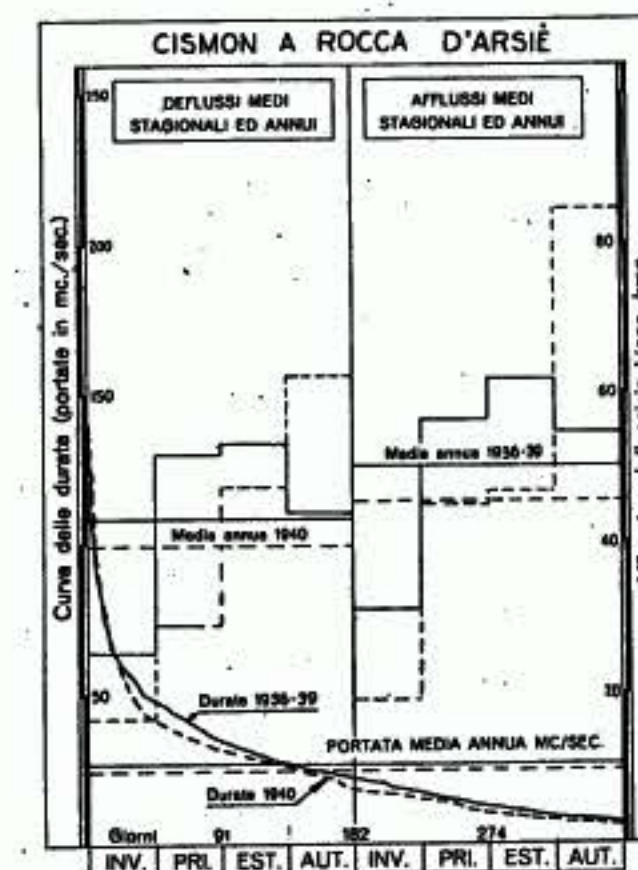 CISMON A ROCCA D'ARSIÈ
DEFLUSSI MEDI
STAGIONALI ED ANNUI
AFFLUSSI MEDI
STAGIONALI ED ANNUI
Curva delle durata (portate in mc./sec.)
250
200
150
50
80
60
40
20
Media annua 1936-39
Media annua 1940
Durate 1936-39
PORTATA MEDIA ANNUA MC/SEC.
Durate 1940
Giorni 91 182 274
INV. PRI. EST. AUT. INV. PRI. EST. AUT.